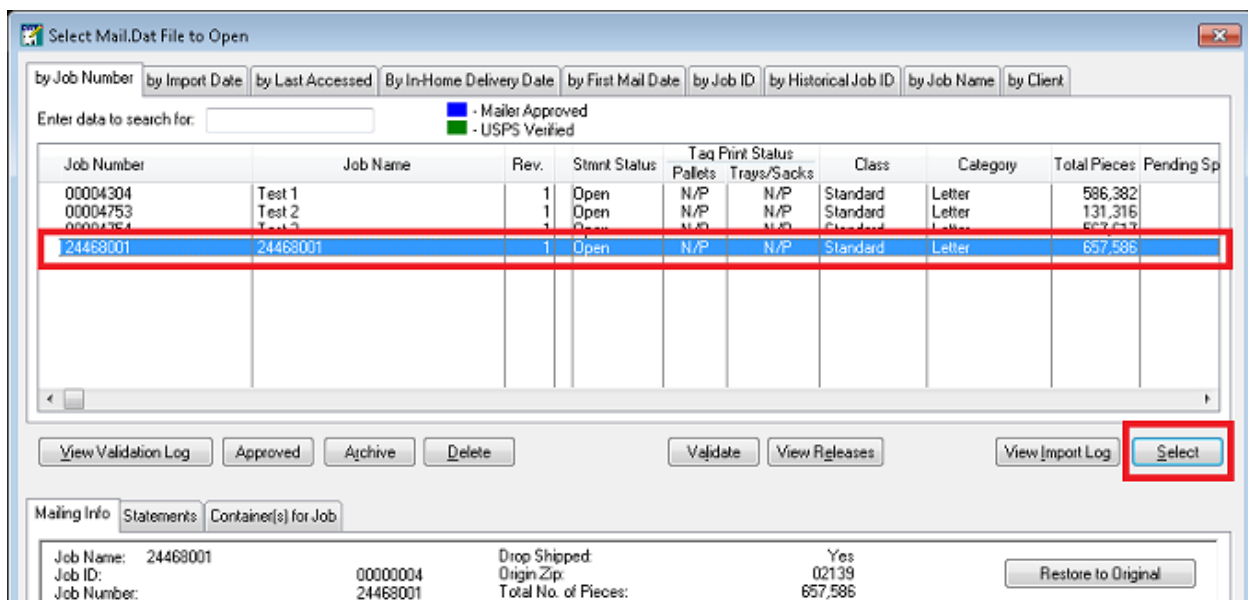 Select Mail.Dat File to Open
by Job Number by Import Date by Last Accessed By In-Home Delivery Date by First Mail Date by Job ID by Historical Job ID by Job Name by Client
Enter data to search for:
- Mailer Approved
- USPS Verified
Tag Print Status
Job Number Job Name Rev. Stmnt Status Pallets Trays/Sacks Class Category Total Pieces Pending Sp
00004304 Test 1 1 Open N/P N/P Standard Letter 586,382
00004753 Test 2 1 Open N/P N/P Standard Letter 131,316
24468001 24468001 1 Open N/P N/P Standard Letter 657,586
View Validation Log Approved Archive Delete Validate View Releases View Import Log Select
Mailing Info Statements Container(s) for Job
Job Name: 24468001 Drop Shipped: Yes
Job ID: 00000004 Origin Zip: 02139 Restore to Original
Job Number: 24468001 Total No. of Pieces: 657,586